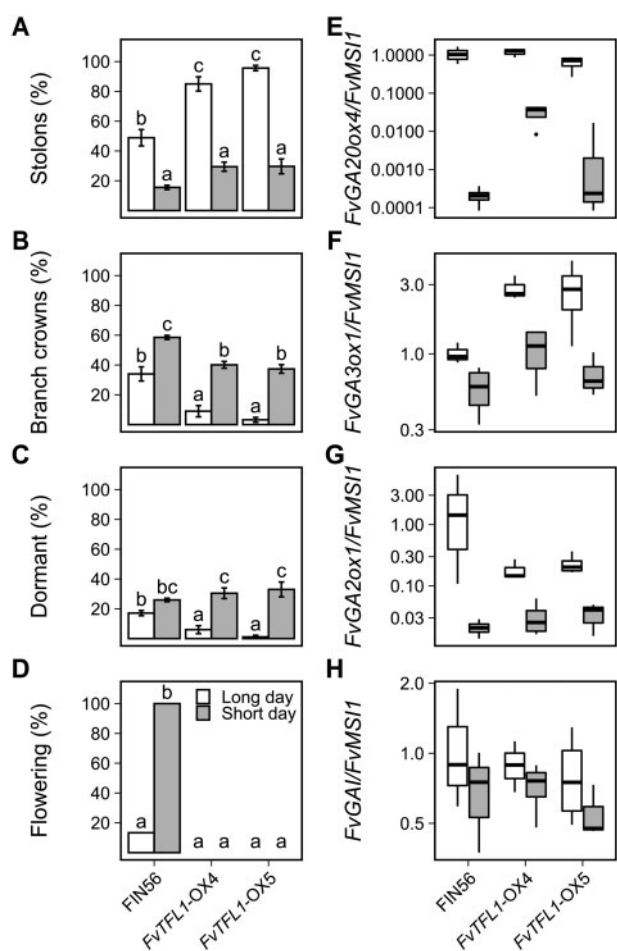 A
Stolons (%)
100
80
60
40
20
b
a
c
a
c
a
B
Branch crowns (%)
100
80
60
40
20
b
c
a
b
a
b
C
Dormant (%)
100
80
60
40
20
b
bc
a
c
a
c
D
Flowering (%)
100
80
60
40
20
a
b
a
a
a
a
Long day
Short day
FIN56
FvTFL1-OX4
FvTFL1-OX5
E
FvGA20ox4/FvMSI1
1.0000
0.1000
0.0100
0.0010
0.0001
F
FvGA3ox1/FvMSI1
3.0
1.0
0.3
G
FvGA2ox1/FvMSI1
3.00
1.00
0.30
0.10
0.03
H
FvGAI/FvMSI1
2.0
1.0
0.5
FIN56
FvTFL1-OX4
FvTFL1-OX5